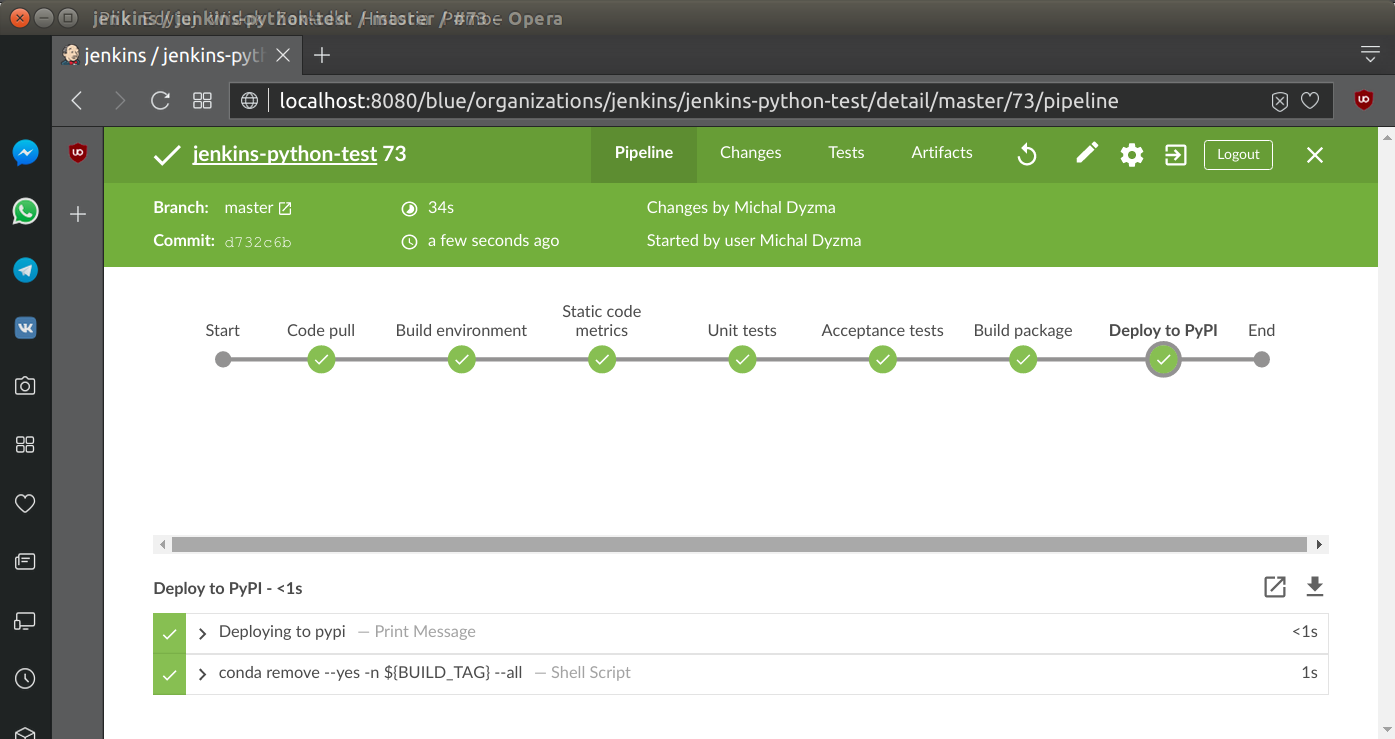 jenkins / jenkins-python-test / master / #73 - Opera
jenkins / jenkins-pyth
localhost:8080/blue/organizations/jenkins/jenkins-python-test/detail/master/73/pipeline
jenkins-python-test 73
Pipeline
Changes
Tests
Artifacts
Logout
Branch: master
34s
Changes by Michal Dyzma
Commit: d732c6b
a few seconds ago
Started by user Michal Dyzma
Start
Code pull
Build environment
Static code
metrics
Unit tests
Acceptance tests
Build package
Deploy to PyPI
End
Deploy to PyPI - <1s
Deploying to pypi — Print Message
<1s
conda remove --yes -n ${BUILD_TAG} --all — Shell Script
1s